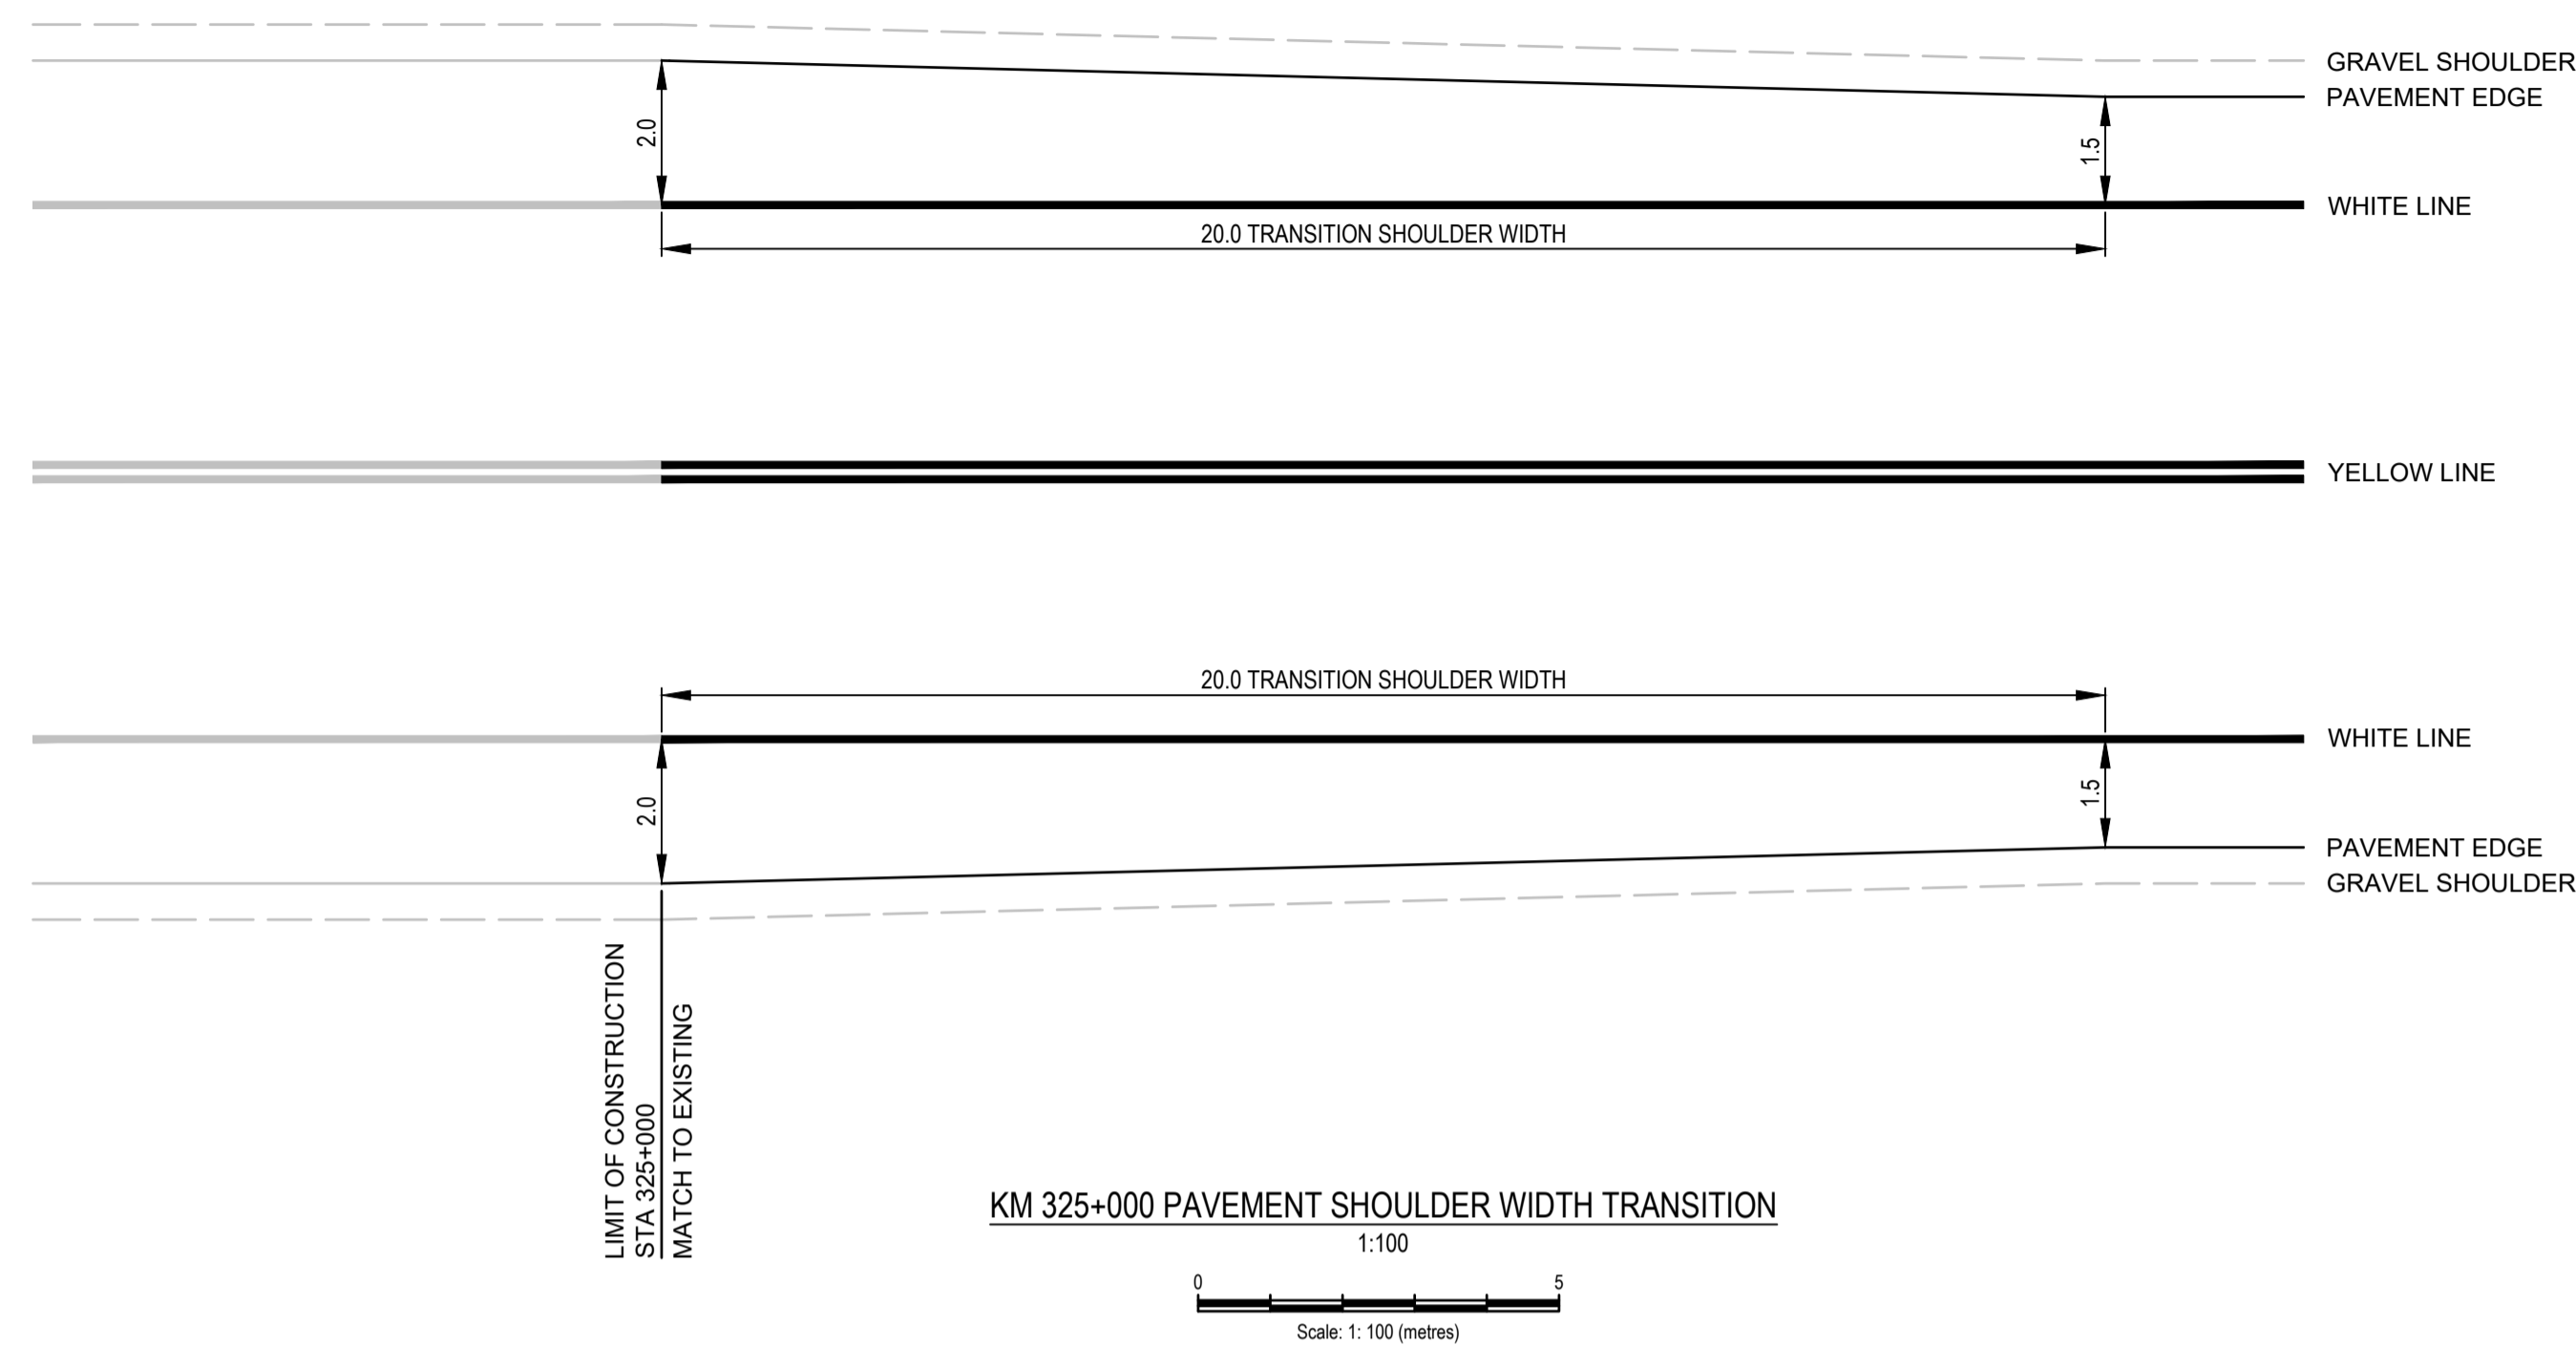 GRAVEL SHOULDER
PAVEMENT EDGE
2.0
1.5
WHITE LINE
20.0 TRANSITION SHOULDER WIDTH
YELLOW LINE
20.0 TRANSITION SHOULDER WIDTH
WHITE LINE
2.0
1.5
PAVEMENT EDGE
GRAVEL SHOULDER
LIMIT OF CONSTRUCTION
STA 325+000
MATCH TO EXISTING
KM 325+000 PAVEMENT SHOULDER WIDTH TRANSITION
1:100
0 5
Scale: 1: 100 (metres)